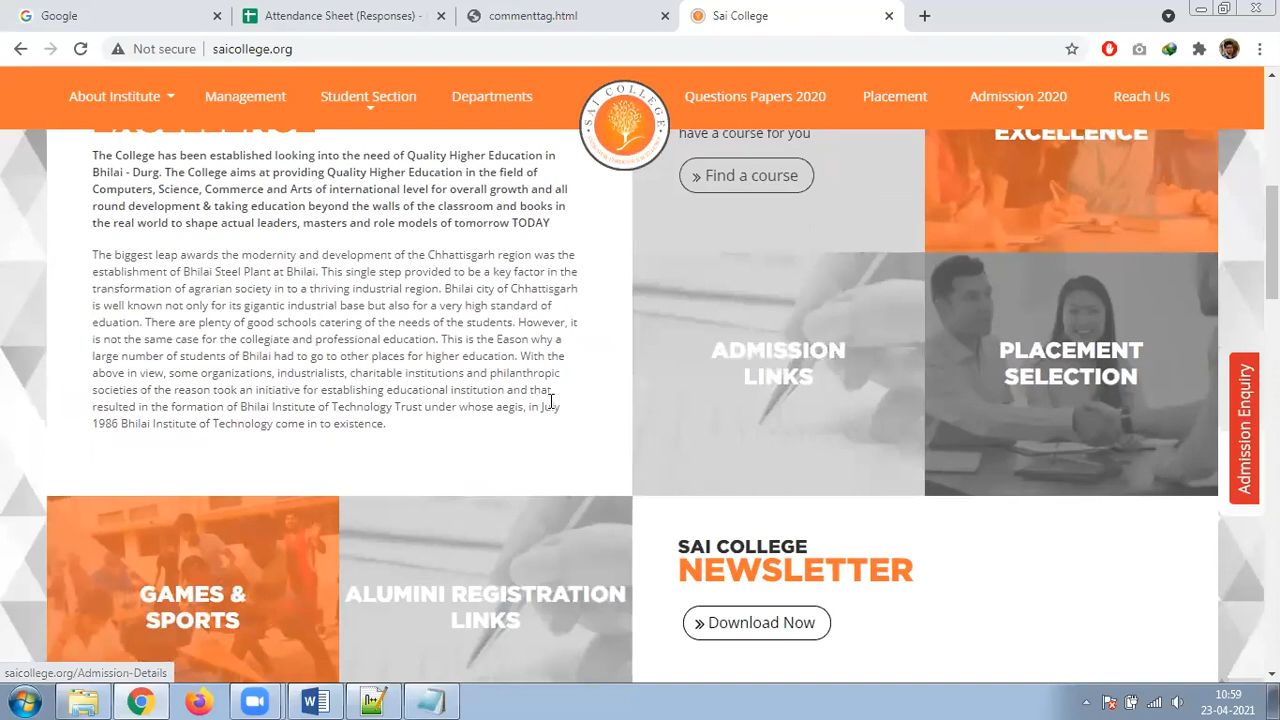 Google
Attendance Sheet (Responses) -
commenttag.html
Sai College
Not secure
saicollege.org
About Institute
Management
Student Section
Departments
SAI COLLEGE
Questions Papers 2020
Placement
Admission 2020
Reach Us
EXCELLENCE
The College has been established looking into the need of Quality Higher Education in
Bhilai - Durg. The College aims at providing Quality Higher Education in the field of
Computers, Science, Commerce and Arts of international level for overall growth and all
round development & taking education beyond the walls of the classroom and books in
the real world to shape actual leaders, masters and role models of tomorrow TODAY
The biggest leap awards the modernity and development of the Chhattisgarh region was the
establishment of Bhilai Steel Plant at Bhilai. This single step provided to be a key factor in the
transformation of agrarian society in to a thriving industrial region. Bhilai city of Chhattisgarh
is well known not only for its gigantic industrial base but also for a very high standard of
eduation. There are plenty of good schools catering of the needs of the students. However, it
is not the same case for the collegiate and professional education. This is the Eason why a
large number of students of Bhilai had to go to other places for higher education. With the
above in view, some organizations, industrialists, charitable institutions and philanthropic
societies of the reason took an initiative for establishing educational institution and that
resulted in the formation of Bhilai Institute of Technology Trust under whose aegis, in July
1986 Bhilai Institute of Technology come in to existence.
have a course for you
» Find a course
EXCELLENCE
ADMISSION
LINKS
PLACEMENT
SELECTION
Admission Enquiry
GAMES &
SPORTS
ALUMINI REGISTRATION
LINKS
SAI COLLEGE
NEWSLETTER
» Download Now
saicollege.org/Admission-Details
10:59
23-04-2021